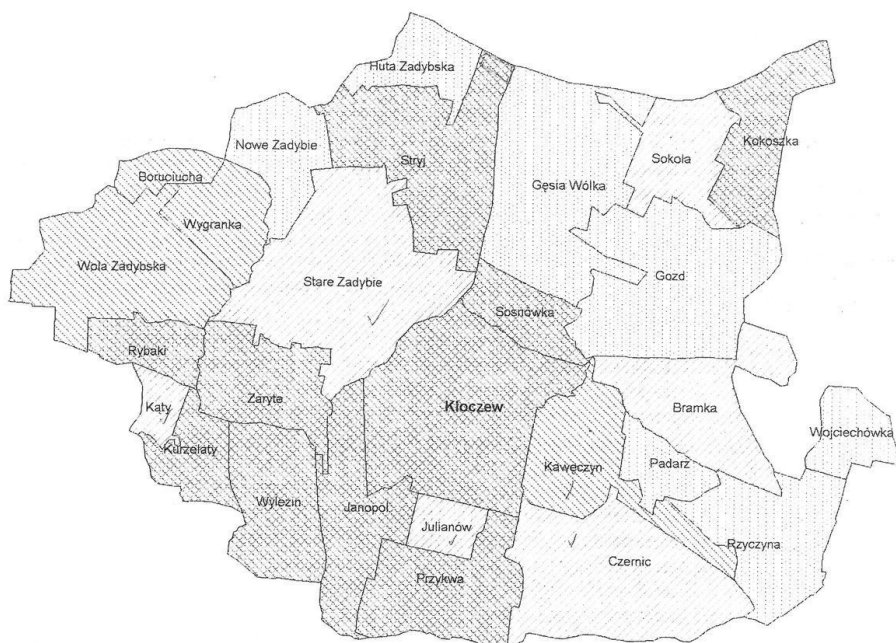 Huta Zadybska
Kokoszka
Nowe Zadybie
Stryj
Sokola
Boruciucha
Gęsia Wólka
Wygranka
Wola Zadybska
Stare Zadybie
Gozd
Sosnówka
Rybaki
Kąty
Zaryte
Kłoczew
Bramka
Wojciechówka
Kurzelaty
Kawęczyn
Padarz
Wylezin
Janopol
Julianów
Rzyczyna
Czernic
Przykwa